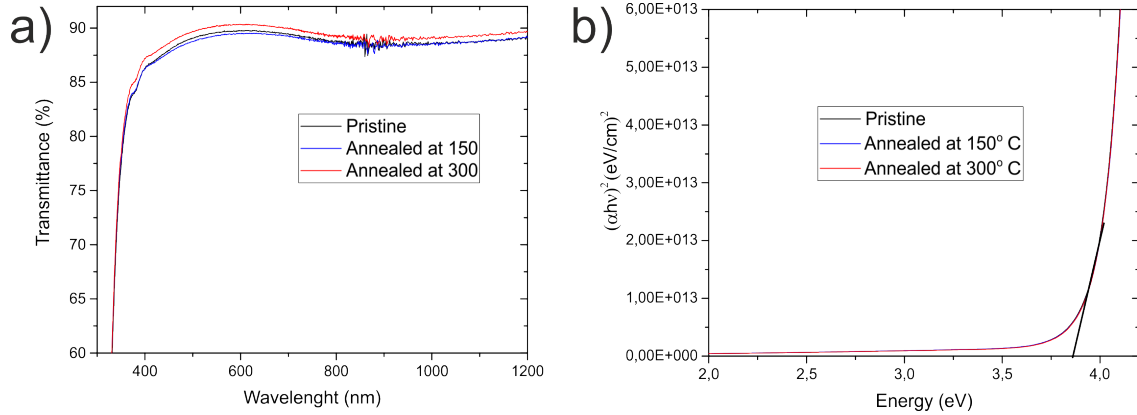 a)
90
85
80
75
70
65
60
Transmittance (%)
Pristine
Annealed at 150
Annealed at 300
400
600
800
1000
1200
Wavelenght (nm)
b)
6,00E+013
5,00E+013
4,00E+013
3,00E+013
2,00E+013
1,00E+013
0,00E+000
(αhν)² (eV/cm)²
Pristine
Annealed at 150° C
Annealed at 300° C
2,0
2,5
3,0
3,5
4,0
Energy (eV)